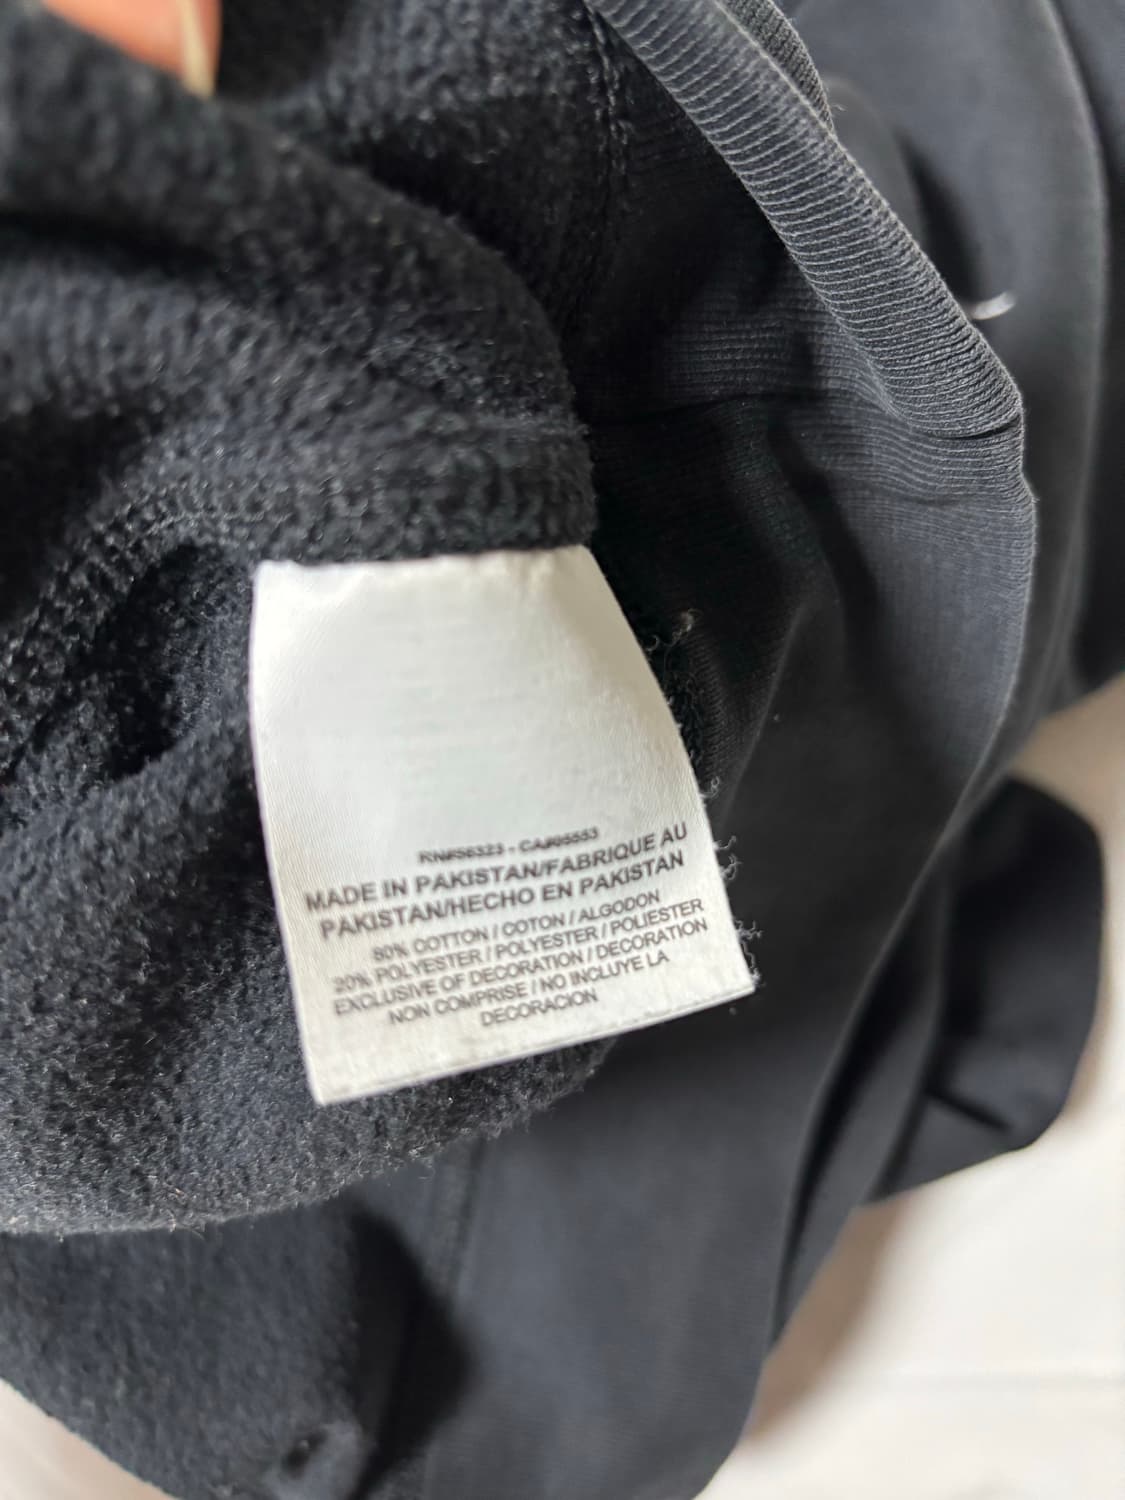 RN#56323 - CA#05553
MADE IN PAKISTAN/FABRIQUE AU
PAKISTAN/HECHO EN PAKISTAN
80% COTTON / COTON / ALGODON
20% POLYESTER / POLYESTER / POLIESTER
EXCLUSIVE OF DECORATION / DECORATION
NON COMPRISE / NO INCLUYE LA
DECORACION